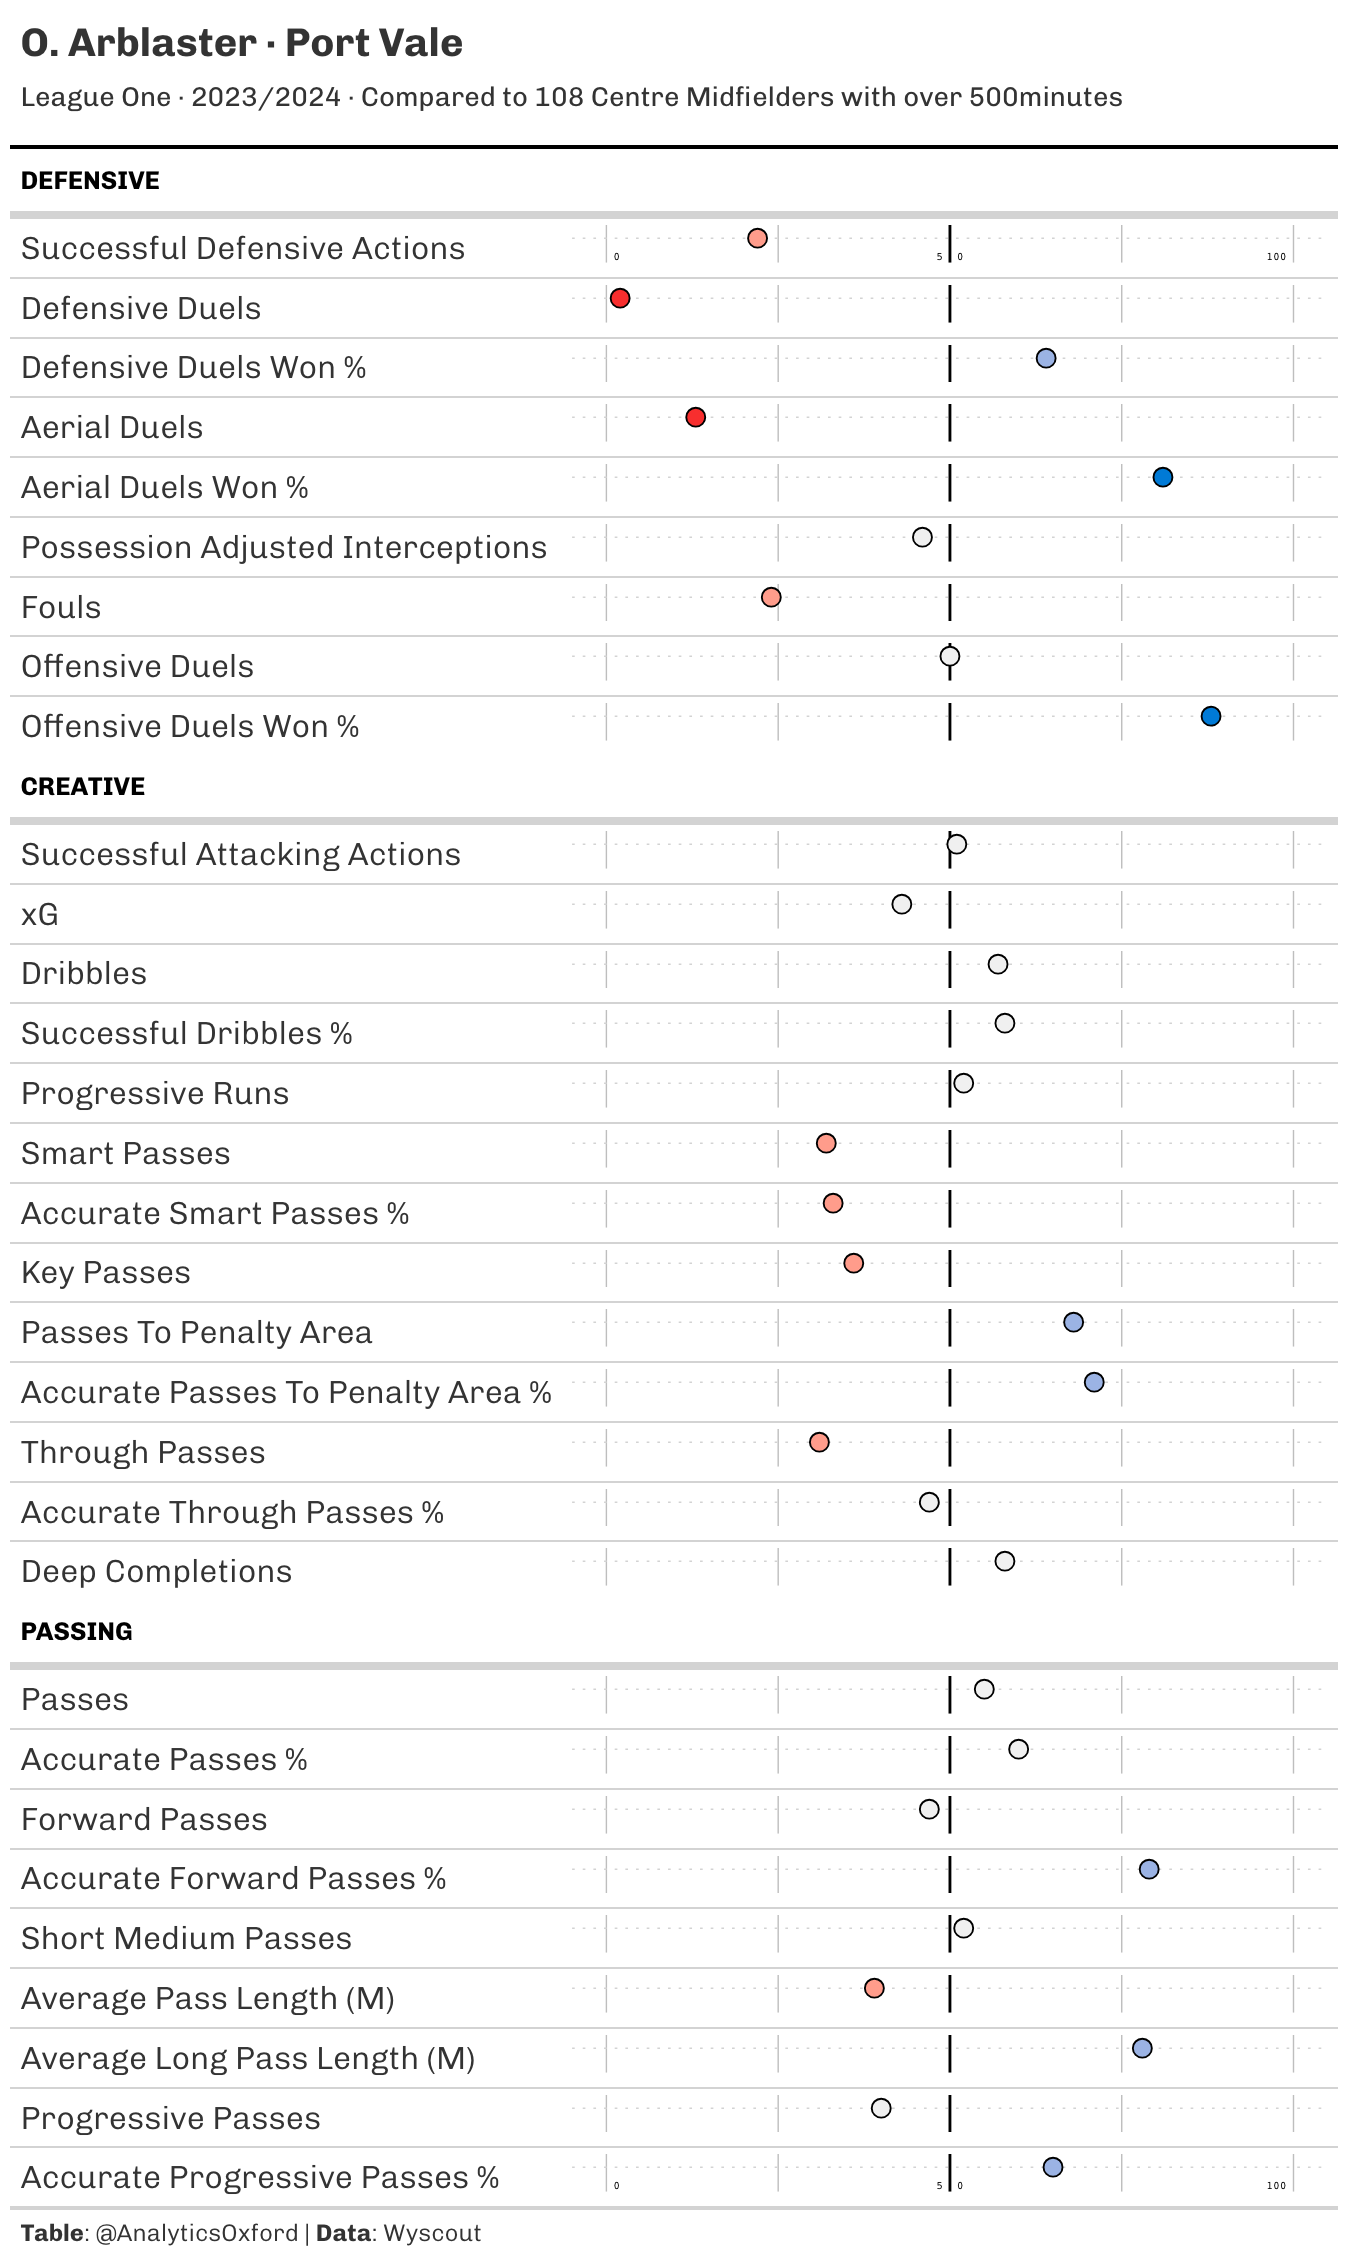 O. Arblaster · Port Vale
League One · 2023/2024 · Compared to 108 Centre Midfielders with over 500minutes
DEFENSIVE
Successful Defensive Actions
0 50 100
Defensive Duels
Defensive Duels Won %
Aerial Duels
Aerial Duels Won %
Possession Adjusted Interceptions
Fouls
Offensive Duels
Offensive Duels Won %
CREATIVE
Successful Attacking Actions
xG
Dribbles
Successful Dribbles %
Progressive Runs
Smart Passes
Accurate Smart Passes %
Key Passes
Passes To Penalty Area
Accurate Passes To Penalty Area %
Through Passes
Accurate Through Passes %
Deep Completions
PASSING
Passes
Accurate Passes %
Forward Passes
Accurate Forward Passes %
Short Medium Passes
Average Pass Length (M)
Average Long Pass Length (M)
Progressive Passes
Accurate Progressive Passes %
0 50 100
Table: @AnalyticsOxford | Data: Wyscout